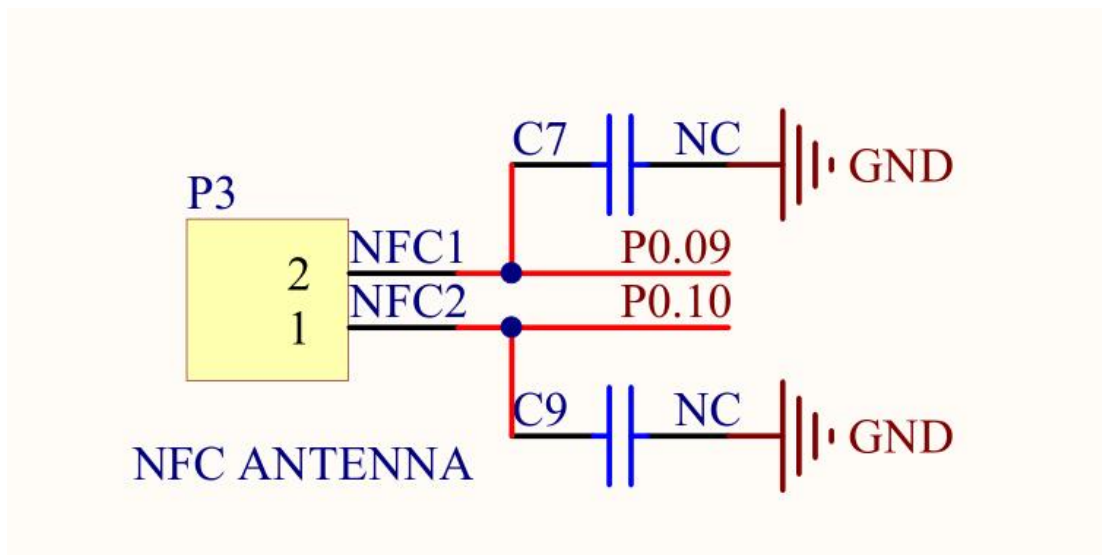 C7 NC
GND
P3
NFC1 P0.09
2
NFC2 P0.10
1
C9 NC
GND
NFC ANTENNA